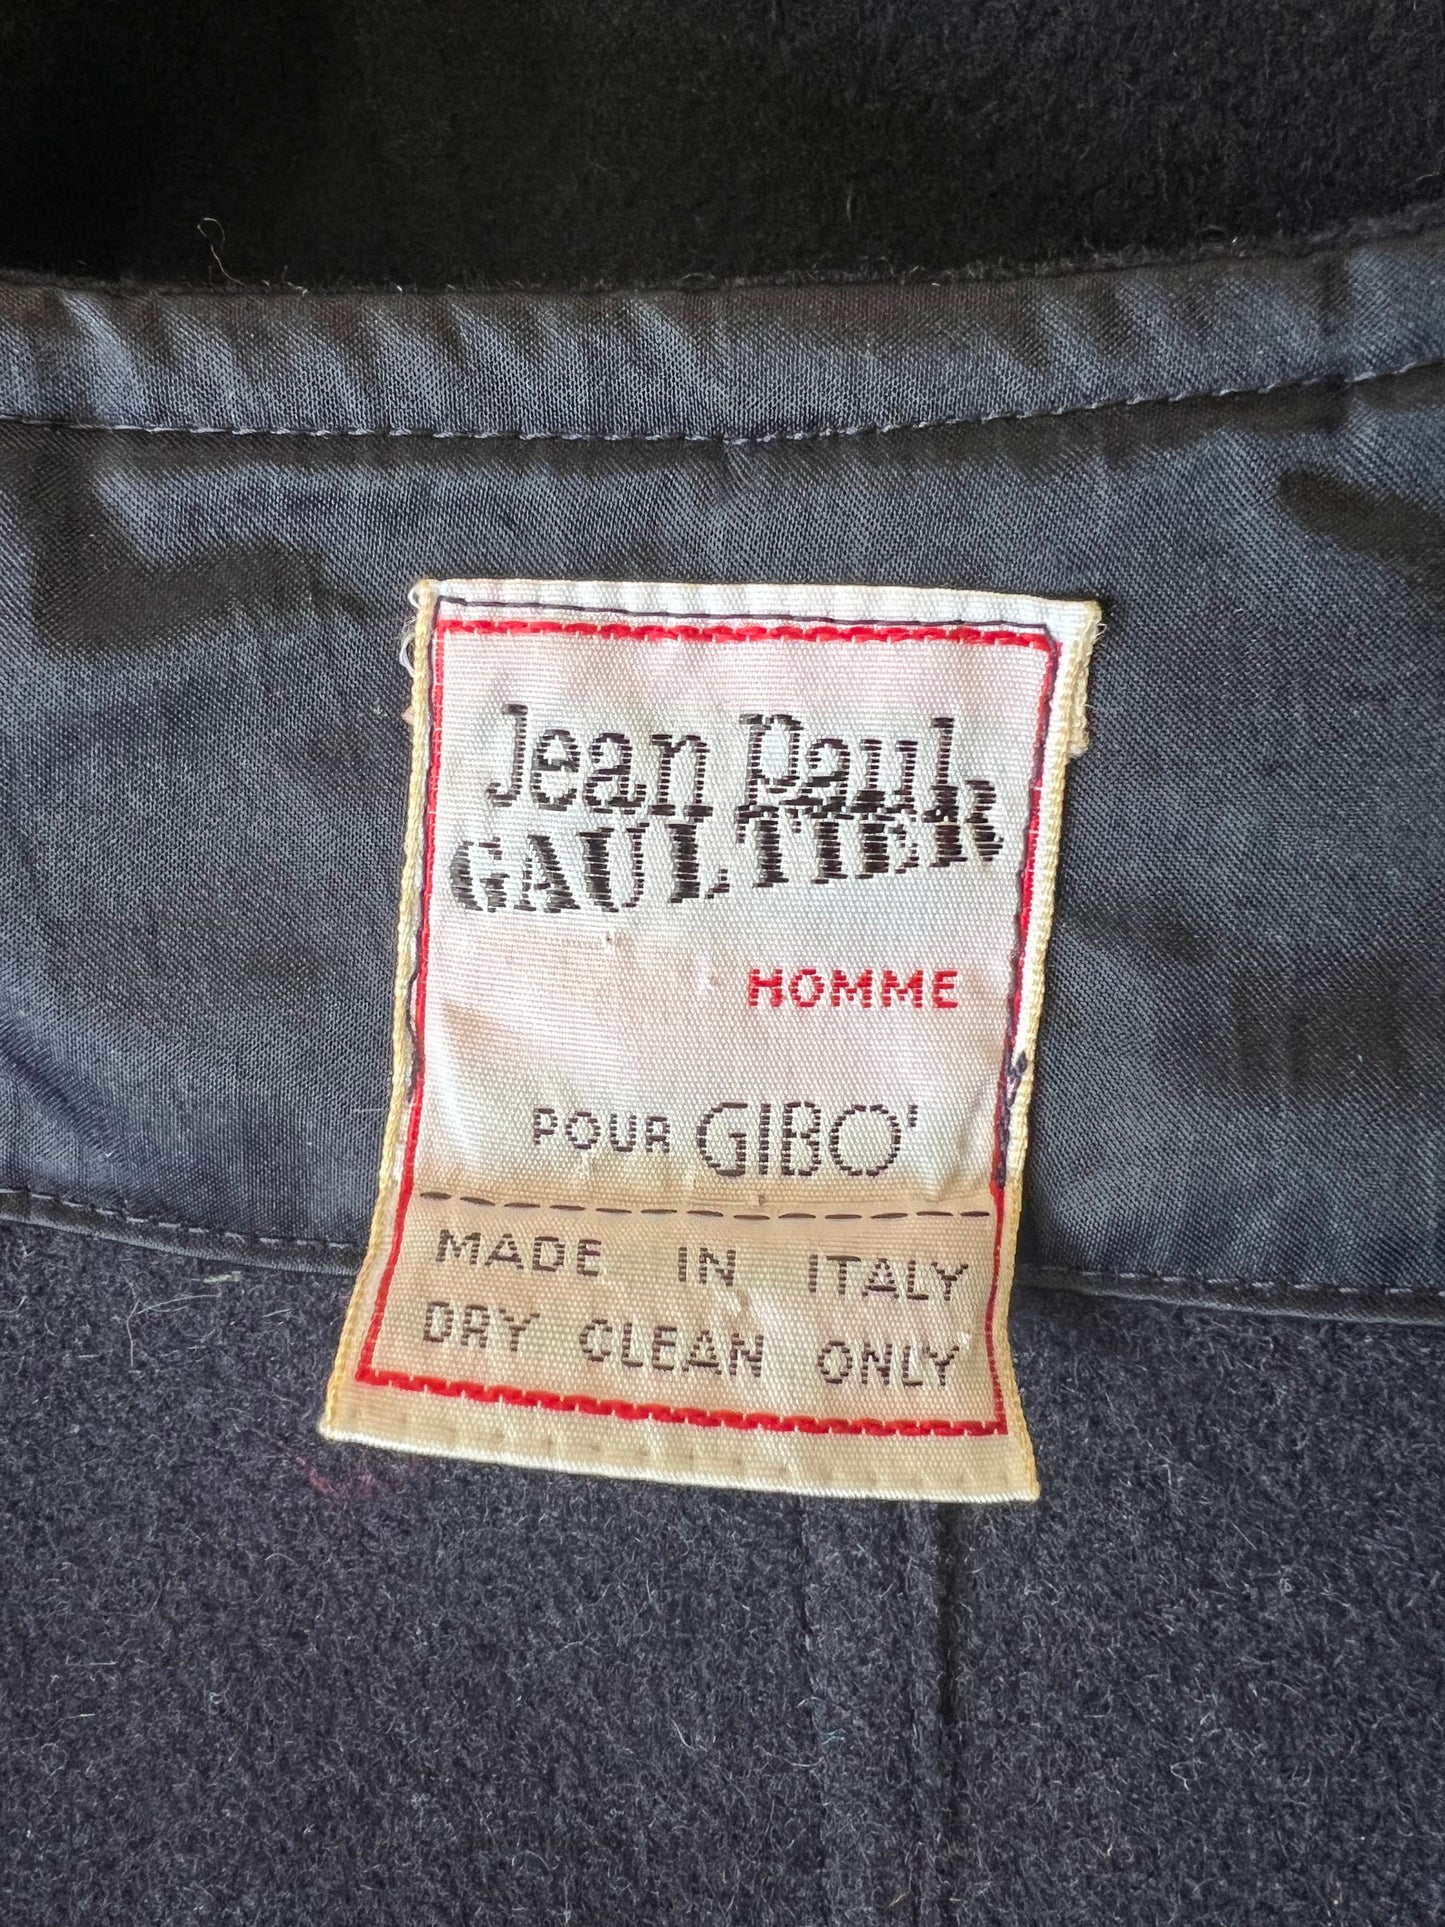 Jean Paul
GAULTIER
HOMME
POUR GIBO'
MADE IN ITALY
DRY CLEAN ONLY